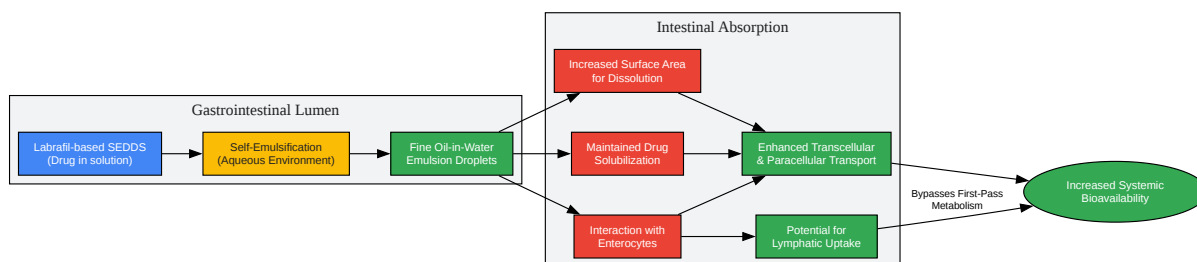 Intestinal Absorption
Increased Surface Area
for Dissolution
Gastrointestinal Lumen
Labrafil-based SEDDS
(Drug in solution)
Self-Emulsification
(Aqueous Environment)
Fine Oil-in-Water
Emulsion Droplets
Maintained Drug
Solubilization
Enhanced Transcellular
& Paracellular Transport
Interaction with
Enterocytes
Potential for
Lymphatic Uptake
Bypasses First-Pass
Metabolism
Increased Systemic
Bioavailability